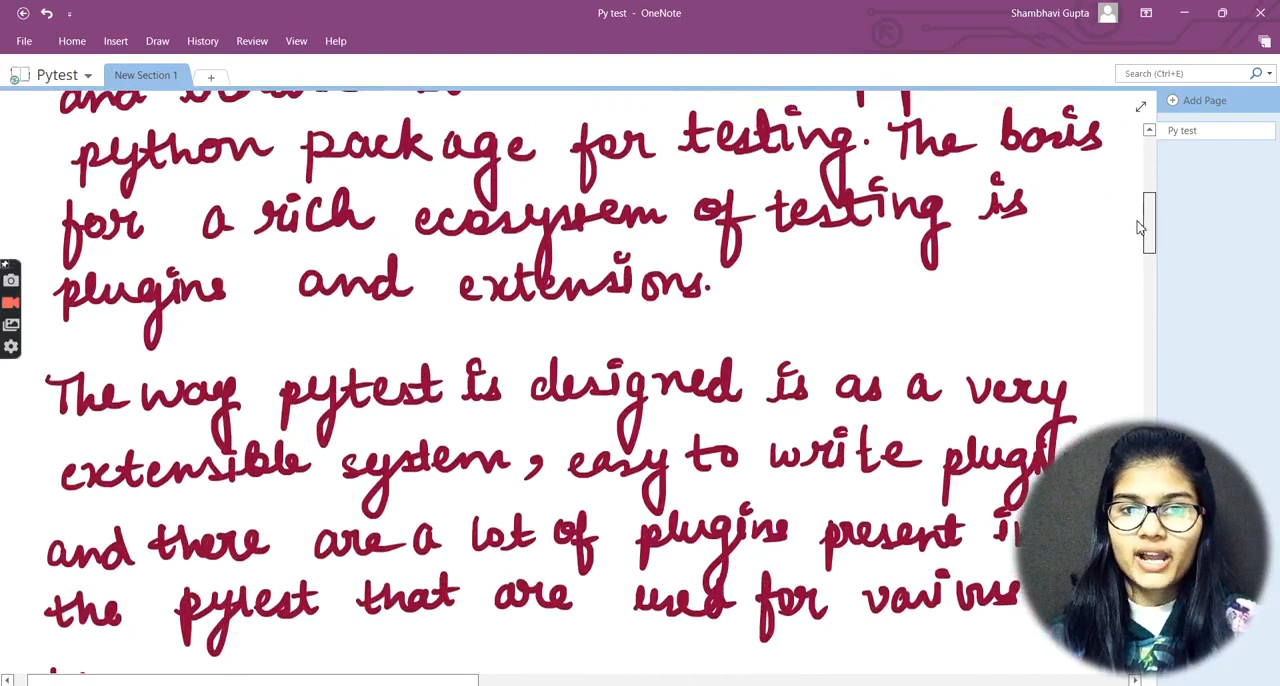 Py test - OneNote
Shambhavi Gupta
File Home Insert Draw History Review View Help
Pytest
New Section 1
+
Search (Ctrl+E)
Add Page
Py test
and
python package for testing. The basis
for a rich ecosystem of testing is
plugins and extensions.
The way pytest is designed is as a very
extensible system, easy to write
and there are a lot of plugins present
the pytest that are used for